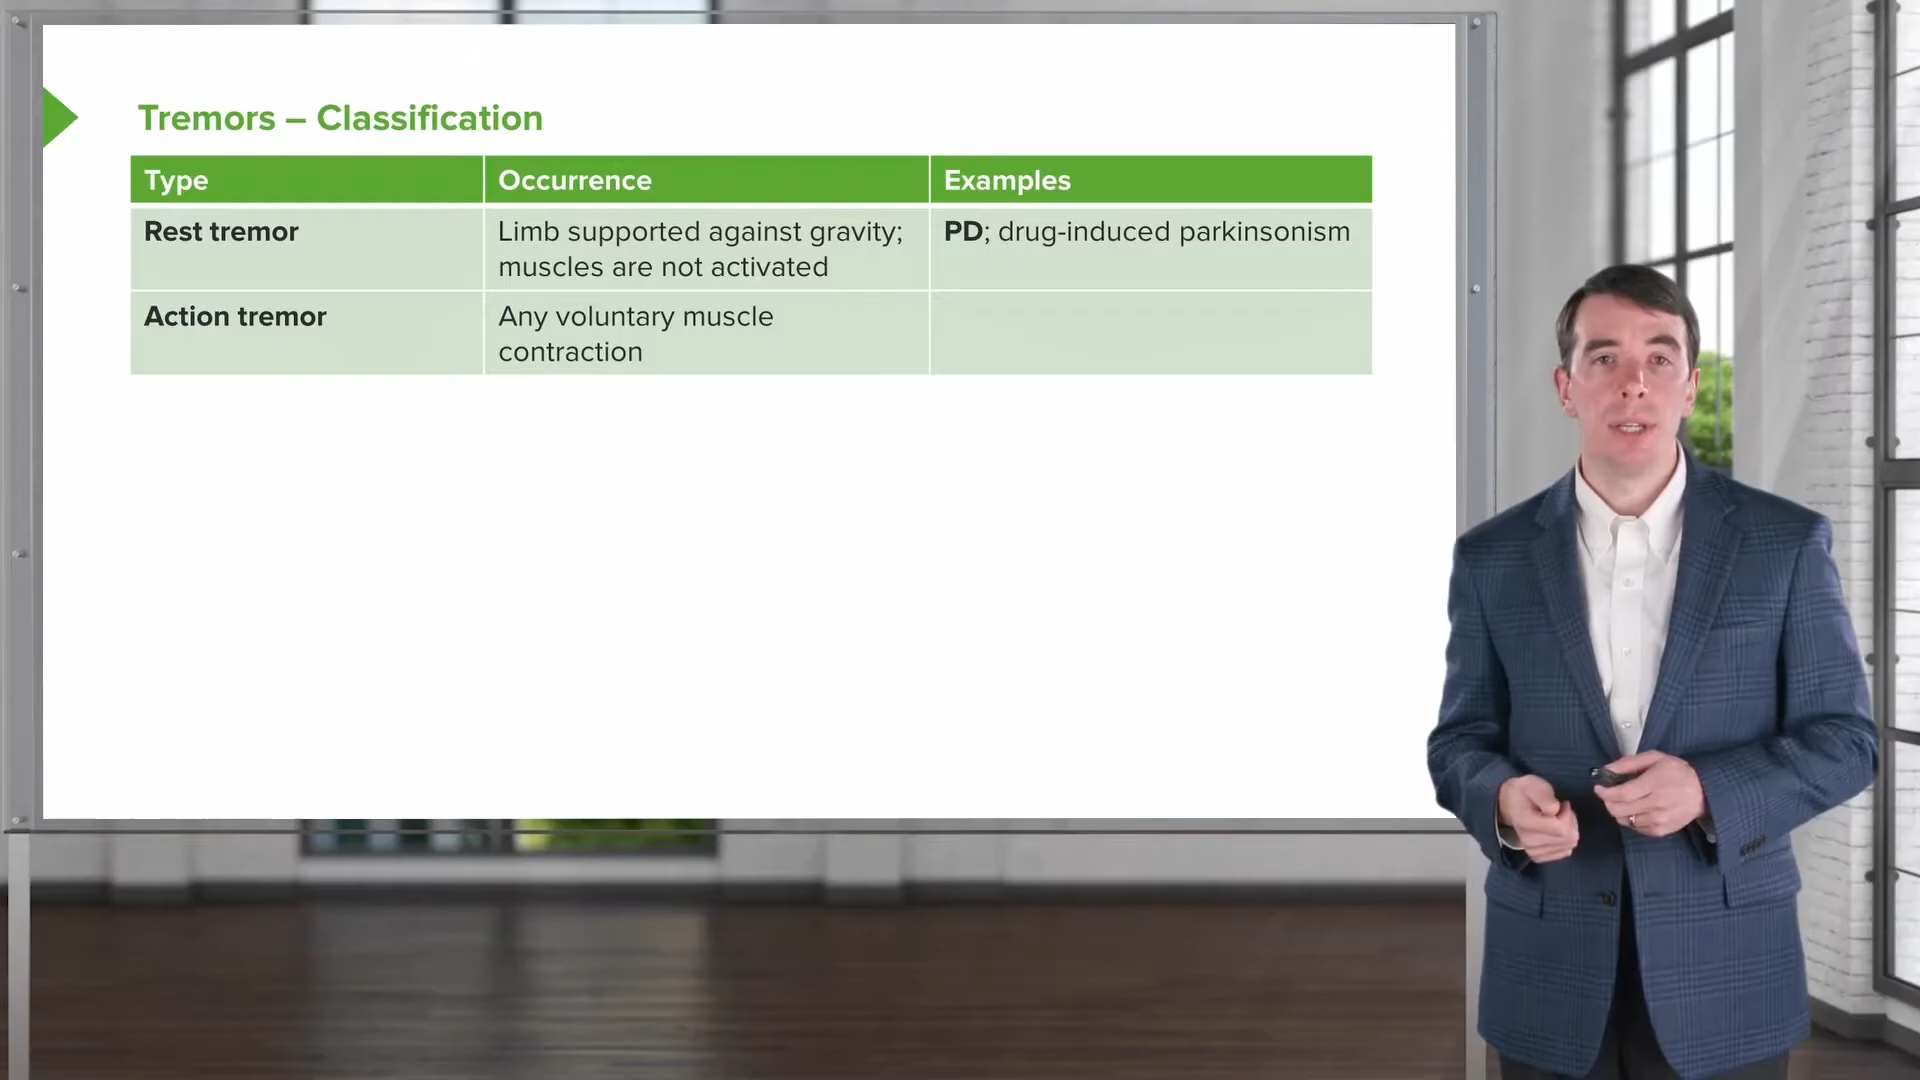 Tremors – Classification
Type Occurrence Examples
Rest tremor Limb supported against gravity; PD; drug-induced parkinsonism
muscles are not activated
Action tremor Any voluntary muscle
contraction